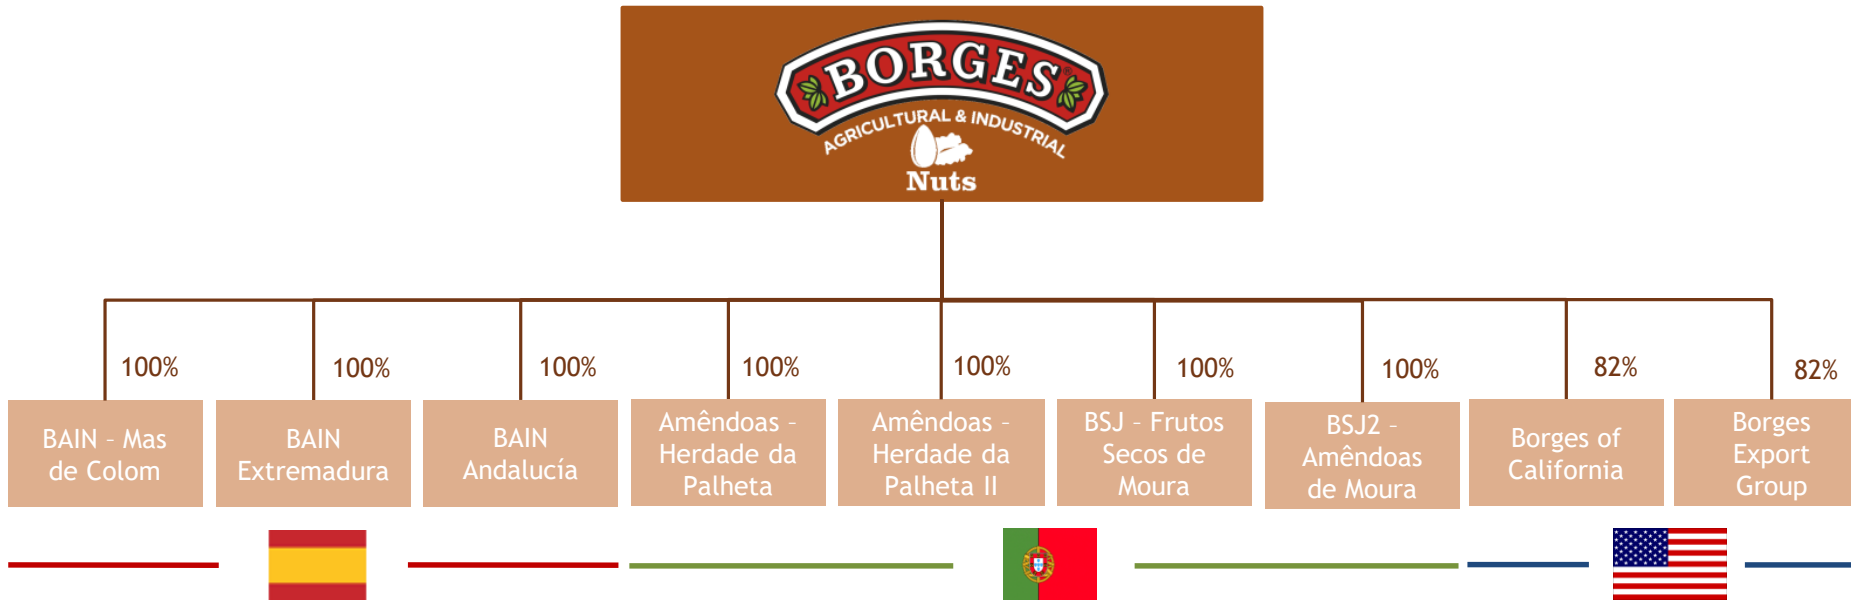 BORGES®
AGRICULTURAL & INDUSTRIAL
Nuts
100%
100%
100%
100%
100%
100%
100%
82%
82%
BAIN – Mas
de Colom
BAIN
Extremadura
BAIN
Andalucía
Amêndoas –
Herdade da
Palheta
Amêndoas –
Herdade da
Palheta II
BSJ – Frutos
Secos de
Moura
BSJ2 –
Amêndoas
de Moura
Borges of
California
Borges
Export
Group